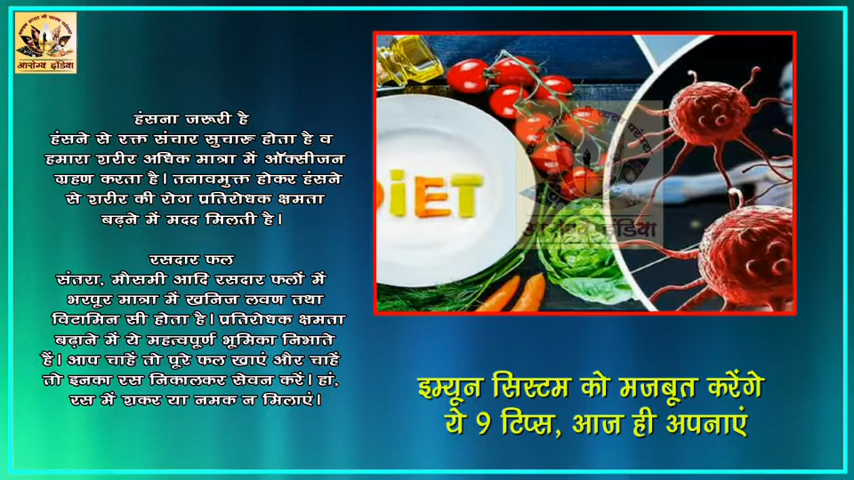 आरोग्य इंडिया
हंसना जरूरी है
हंसने से रक्त संचार सुचारू होता है व
हमारा शरीर अधिक मात्रा में ऑक्सीजन
ग्रहण करता है। तनावमुक्त होकर हंसने
से शरीर की रोग प्रतिरोधक क्षमता
बढ़ने में मदद मिलती है।
रसदार फल
संतरा, मौसमी आदि रसदार फलों में
भरपूर मात्रा में खनिज लवण तथा
विटामिन सी होता है। प्रतिरोधक क्षमता
बढ़ाने में ये महत्वपूर्ण भूमिका निभाते
हैं। आप चाहें तो पूरे फल खाएं और चाहें
तो इनका रस निकालकर सेवन करें। हां,
रस में शकर या नमक न मिलाएं।
DiET
आरोग्य इंडिया
इम्यून सिस्टम को मजबूत करेंगे
ये 9 टिप्स, आज ही अपनाएं